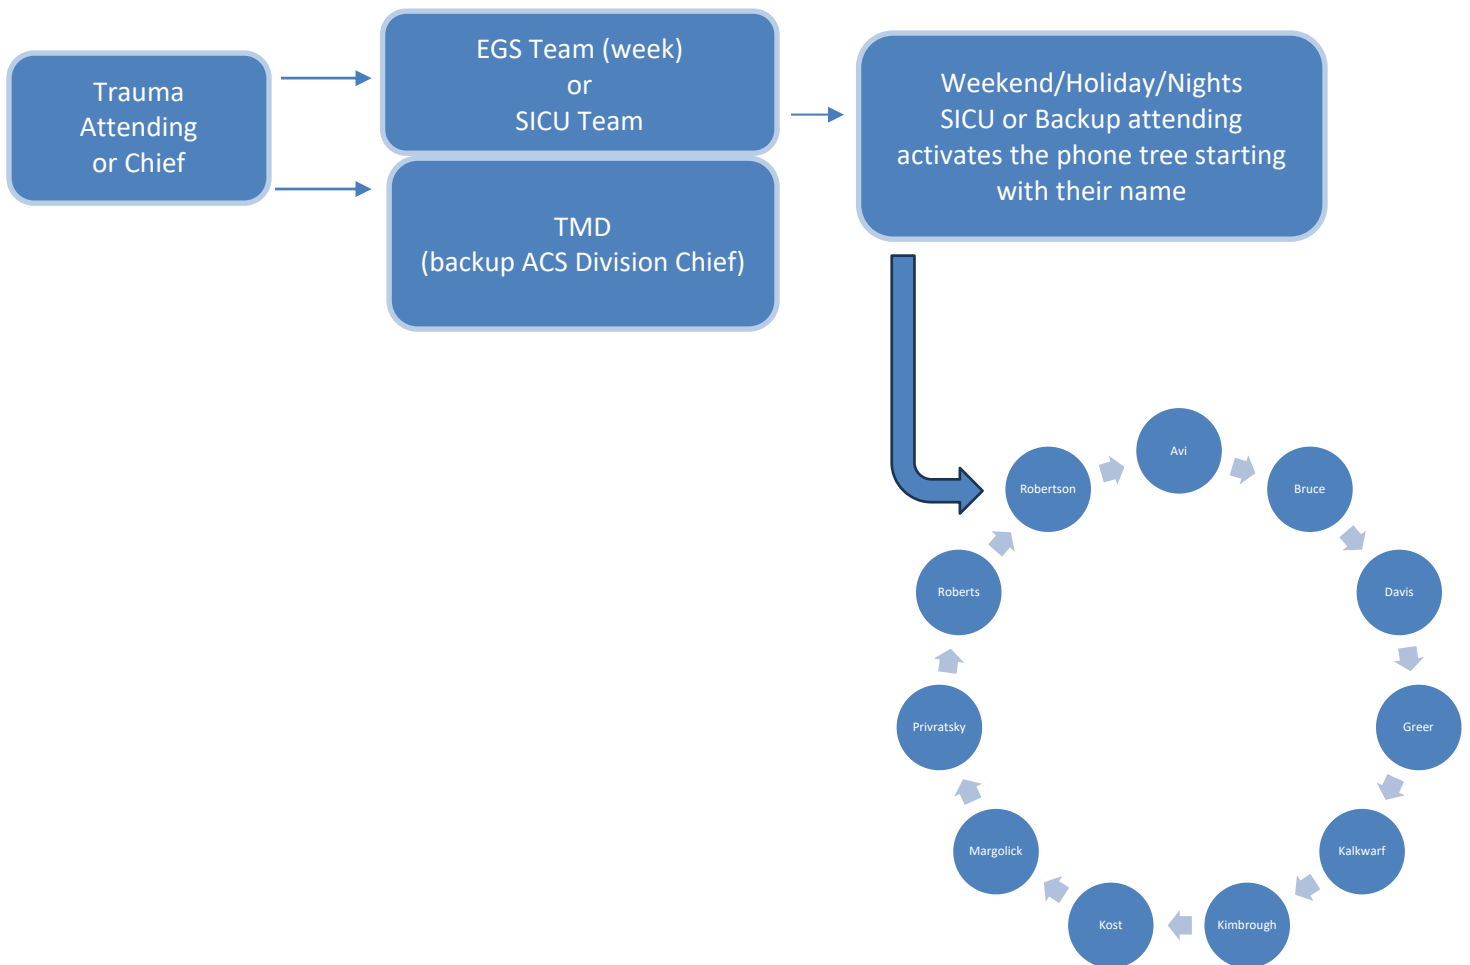 Trauma
Attending
or Chief
EGS Team (week)
or
SICU Team
TMD
(backup ACS Division Chief)
Weekend/Holiday/Nights
SICU or Backup attending
activates the phone tree starting
with their name
Avi
Bruce
Davis
Greer
Kalkwarf
Kimbrough
Kost
Margolick
Privratsky
Roberts
Robertson